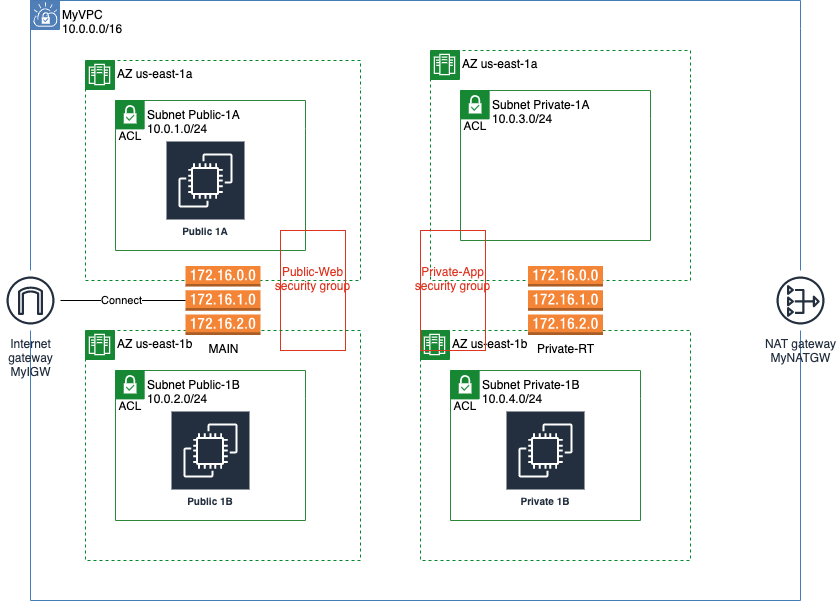 MyVPC
10.0.0.0/16
AZ us-east-1a
Subnet Public-1A
10.0.1.0/24
ACL
Public 1A
AZ us-east-1a
Subnet Private-1A
10.0.3.0/24
ACL
Public-Web
security group
Private-App
security group
172.16.0.0
172.16.1.0
172.16.2.0
MAIN
172.16.0.0
172.16.1.0
172.16.2.0
Private-RT
Connect
Internet
gateway
MyIGW
NAT gateway
MyNATGW
AZ us-east-1b
Subnet Public-1B
10.0.2.0/24
ACL
Public 1B
AZ us-east-1b
Subnet Private-1B
10.0.4.0/24
ACL
Private 1B